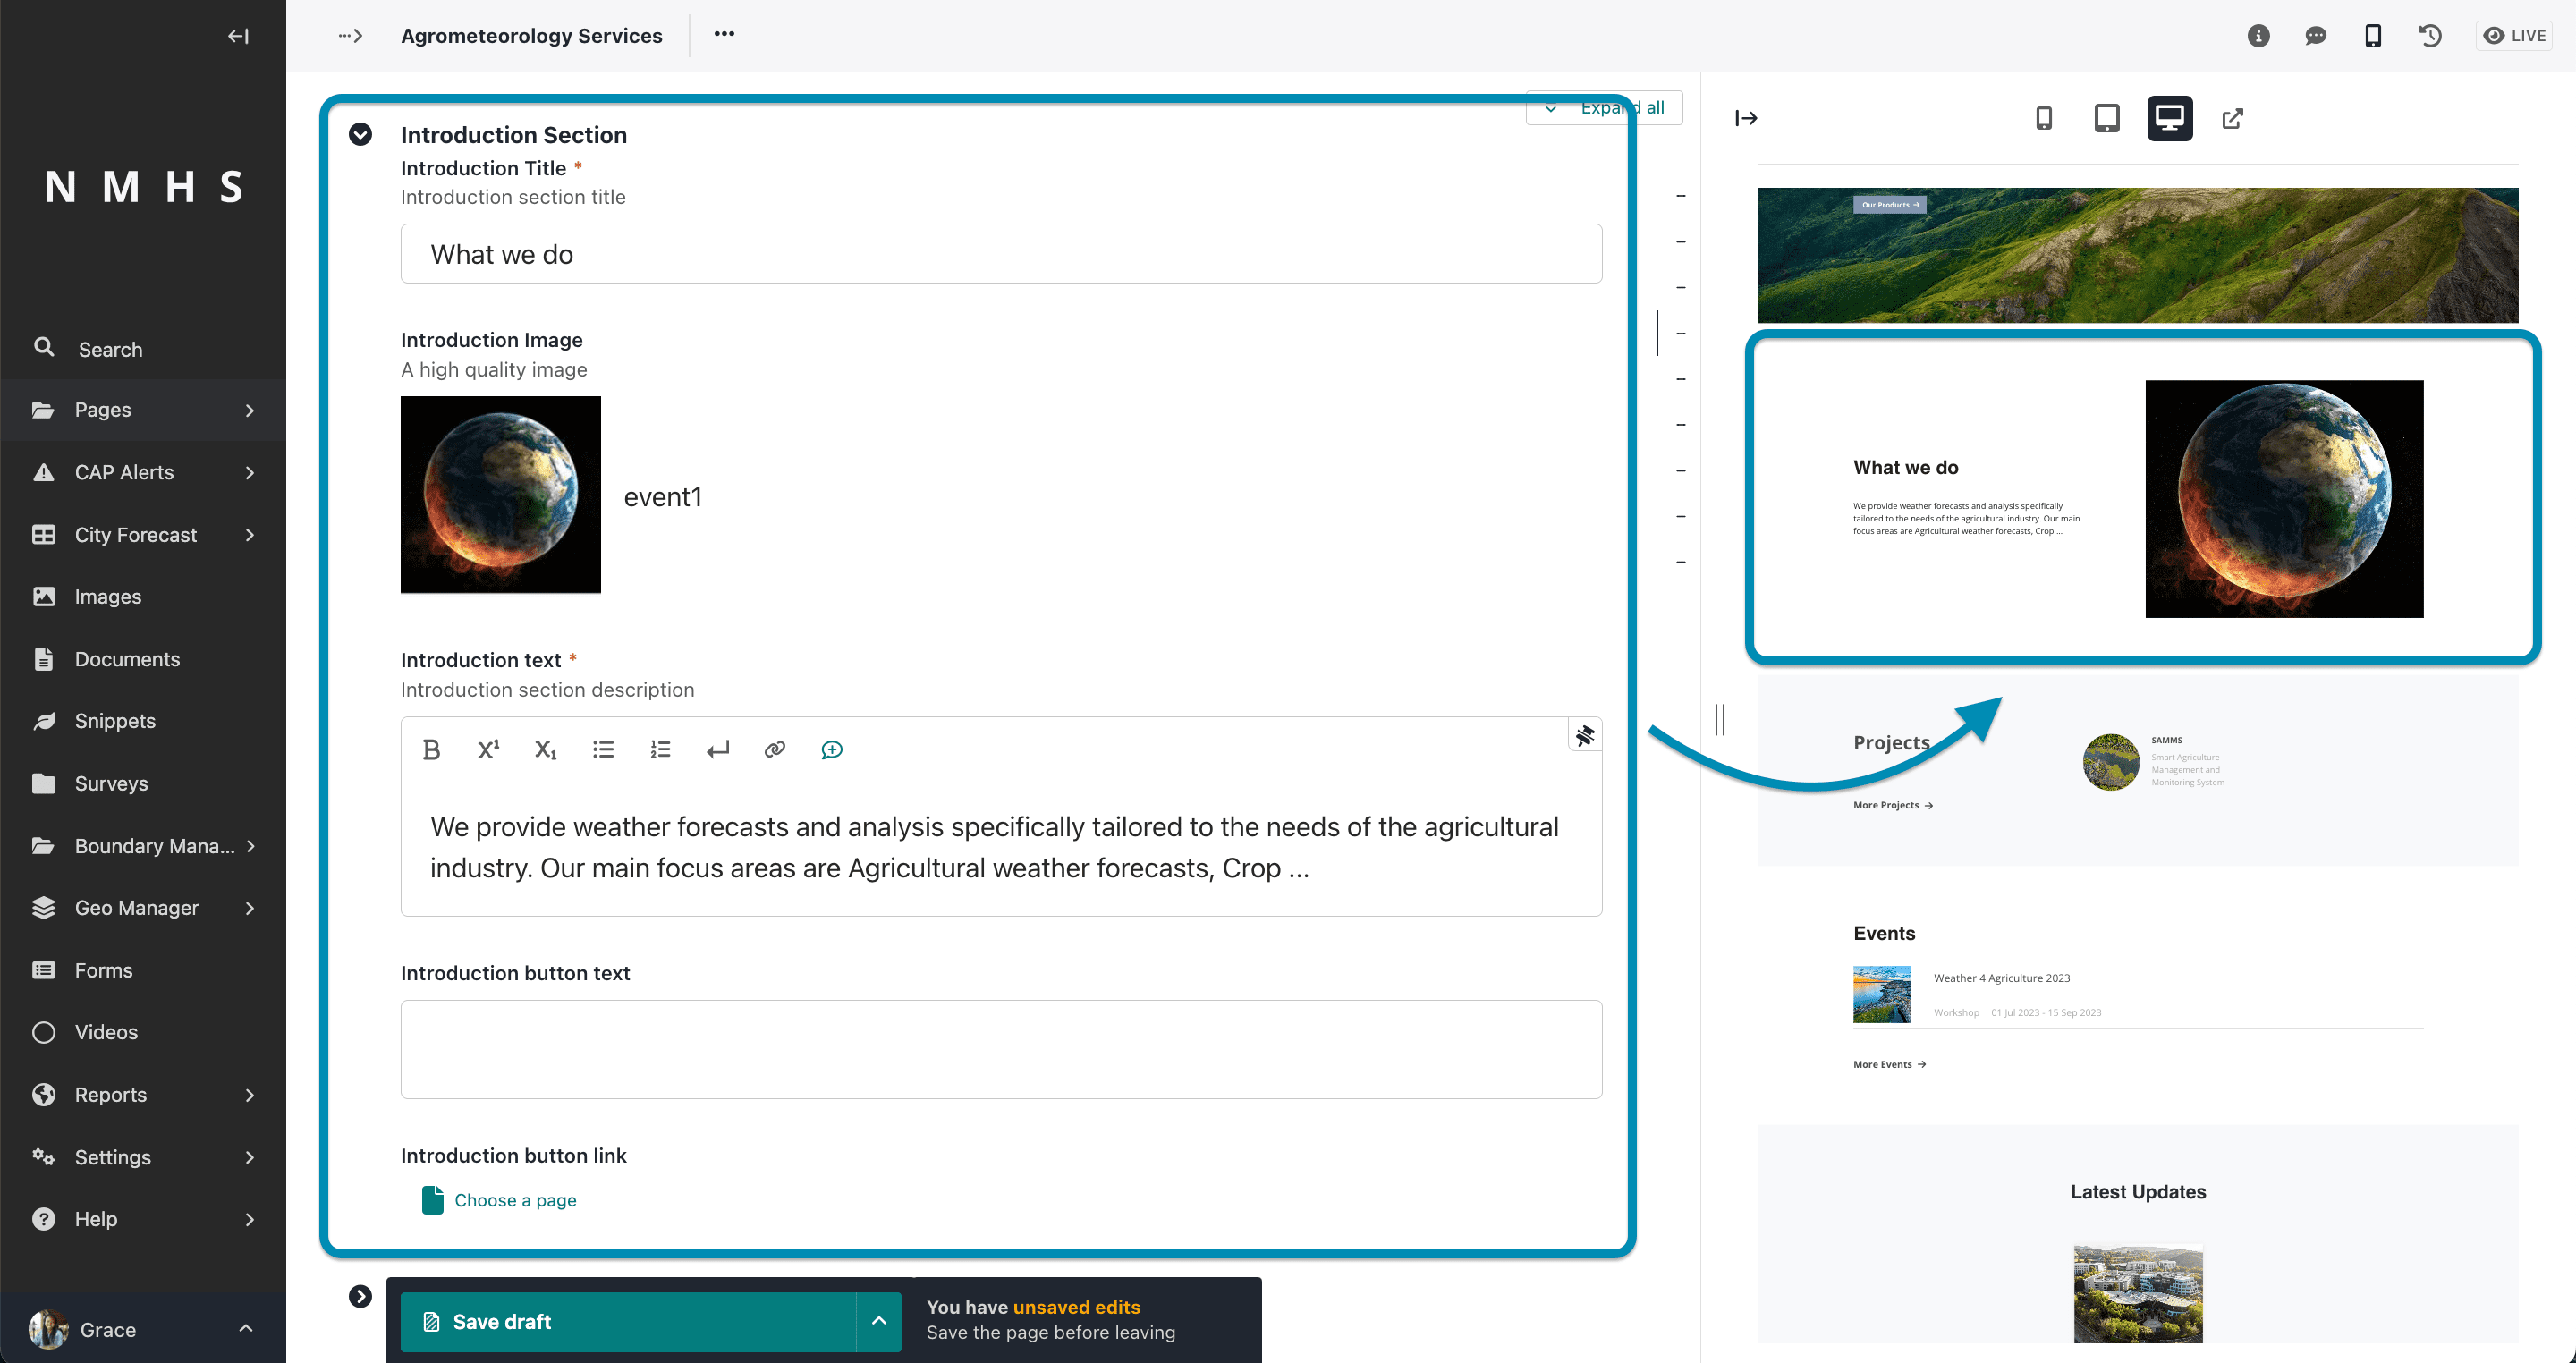 Agrometeorology Services
LIVE
N M H S
Search
Pages
CAP Alerts
City Forecast
Images
Documents
Snippets
Surveys
Boundary Mana...
Geo Manager
Forms
Videos
Reports
Settings
Help
Grace
Expand all
Introduction Section
Introduction Title *
Introduction section title
What we do
Introduction Image
A high quality image
event1
Introduction text *
Introduction section description
We provide weather forecasts and analysis specifically tailored to the needs of the agricultural
industry. Our main focus areas are Agricultural weather forecasts, Crop ...
Introduction button text
Introduction button link
Choose a page
Save draft
You have unsaved edits
Save the page before leaving
Our Products →
What we do
We provide weather forecasts and analysis specifically
tailored to the needs of the agricultural industry. Our main
focus areas are Agricultural weather forecasts, Crop ...
Projects
More Projects →
SAMMS
Smart Agriculture
Management and
Monitoring System
Events
Weather 4 Agriculture 2023
Workshop 01 Jul 2023 - 15 Sep 2023
More Events →
Latest Updates